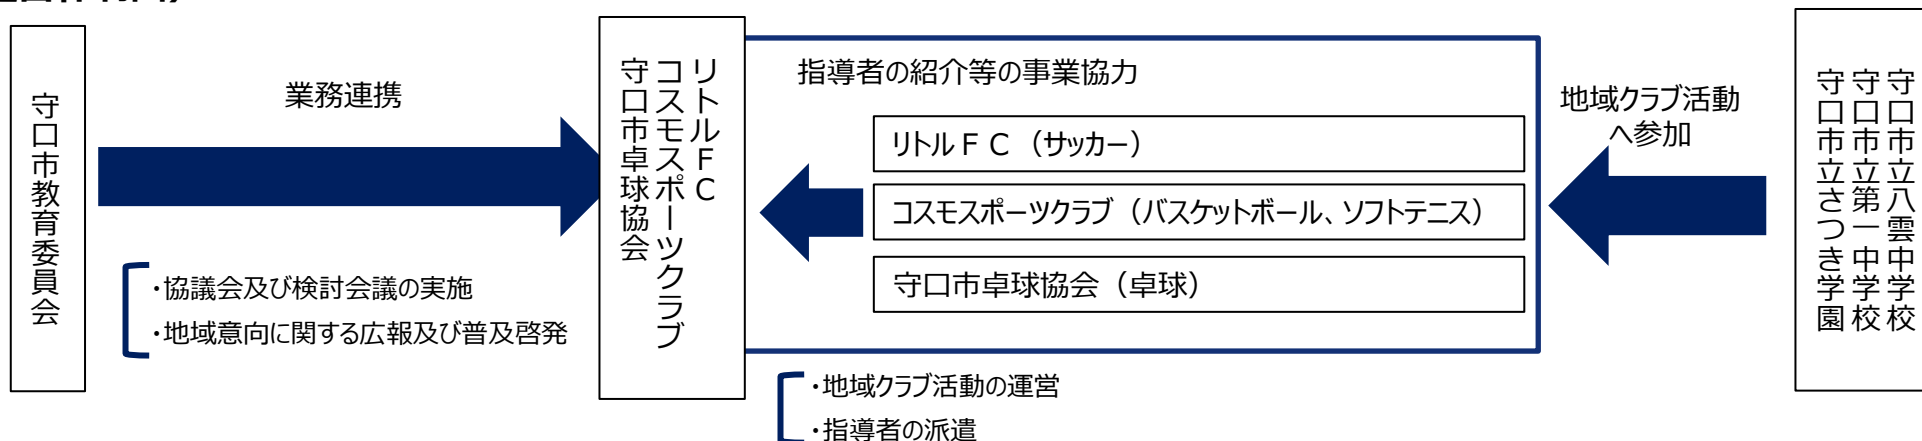 守口市教育委員会
業務連携
・協議会及び検討会議の実施
・地域意向に関する広報及び普及啓発
リトルFC
コスモスポーツクラブ
守口市卓球協会
指導者の紹介等の事業協力
リトルFC(サッカー)
コスモスポーツクラブ(バスケットボール、ソフトテニス)
守口市卓球協会(卓球)
・地域クラブ活動の運営
・指導者の派遣
地域クラブ活動
へ参加
守口市立八雲中学校
守口市立第一中学校
守口市立さつき学園